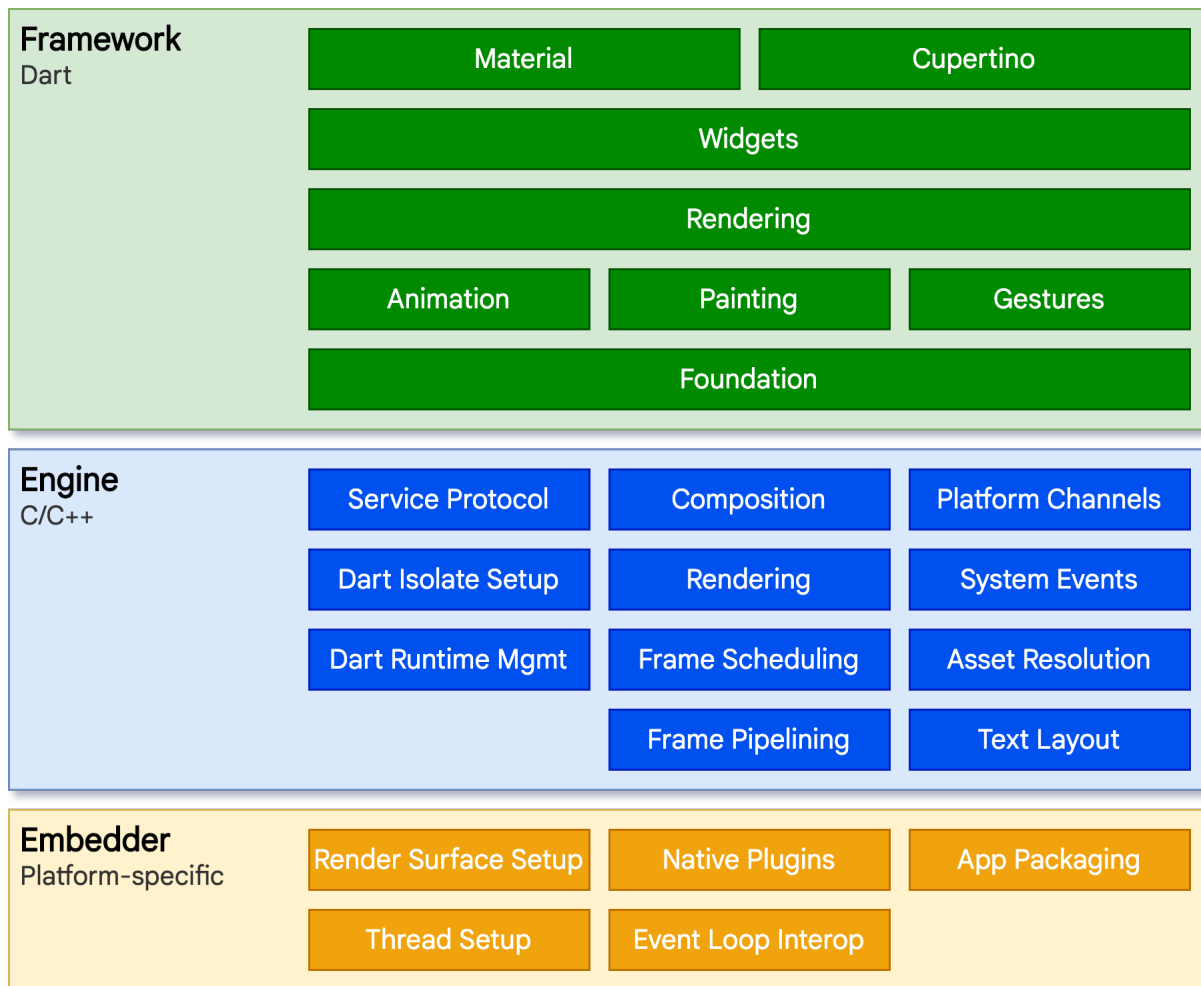 Framework
Dart
Material
Cupertino
Widgets
Rendering
Animation
Painting
Gestures
Foundation
Engine
C/C++
Service Protocol
Composition
Platform Channels
Dart Isolate Setup
Rendering
System Events
Dart Runtime Mgmt
Frame Scheduling
Asset Resolution
Frame Pipelining
Text Layout
Embedder
Platform-specific
Render Surface Setup
Native Plugins
App Packaging
Thread Setup
Event Loop Interop